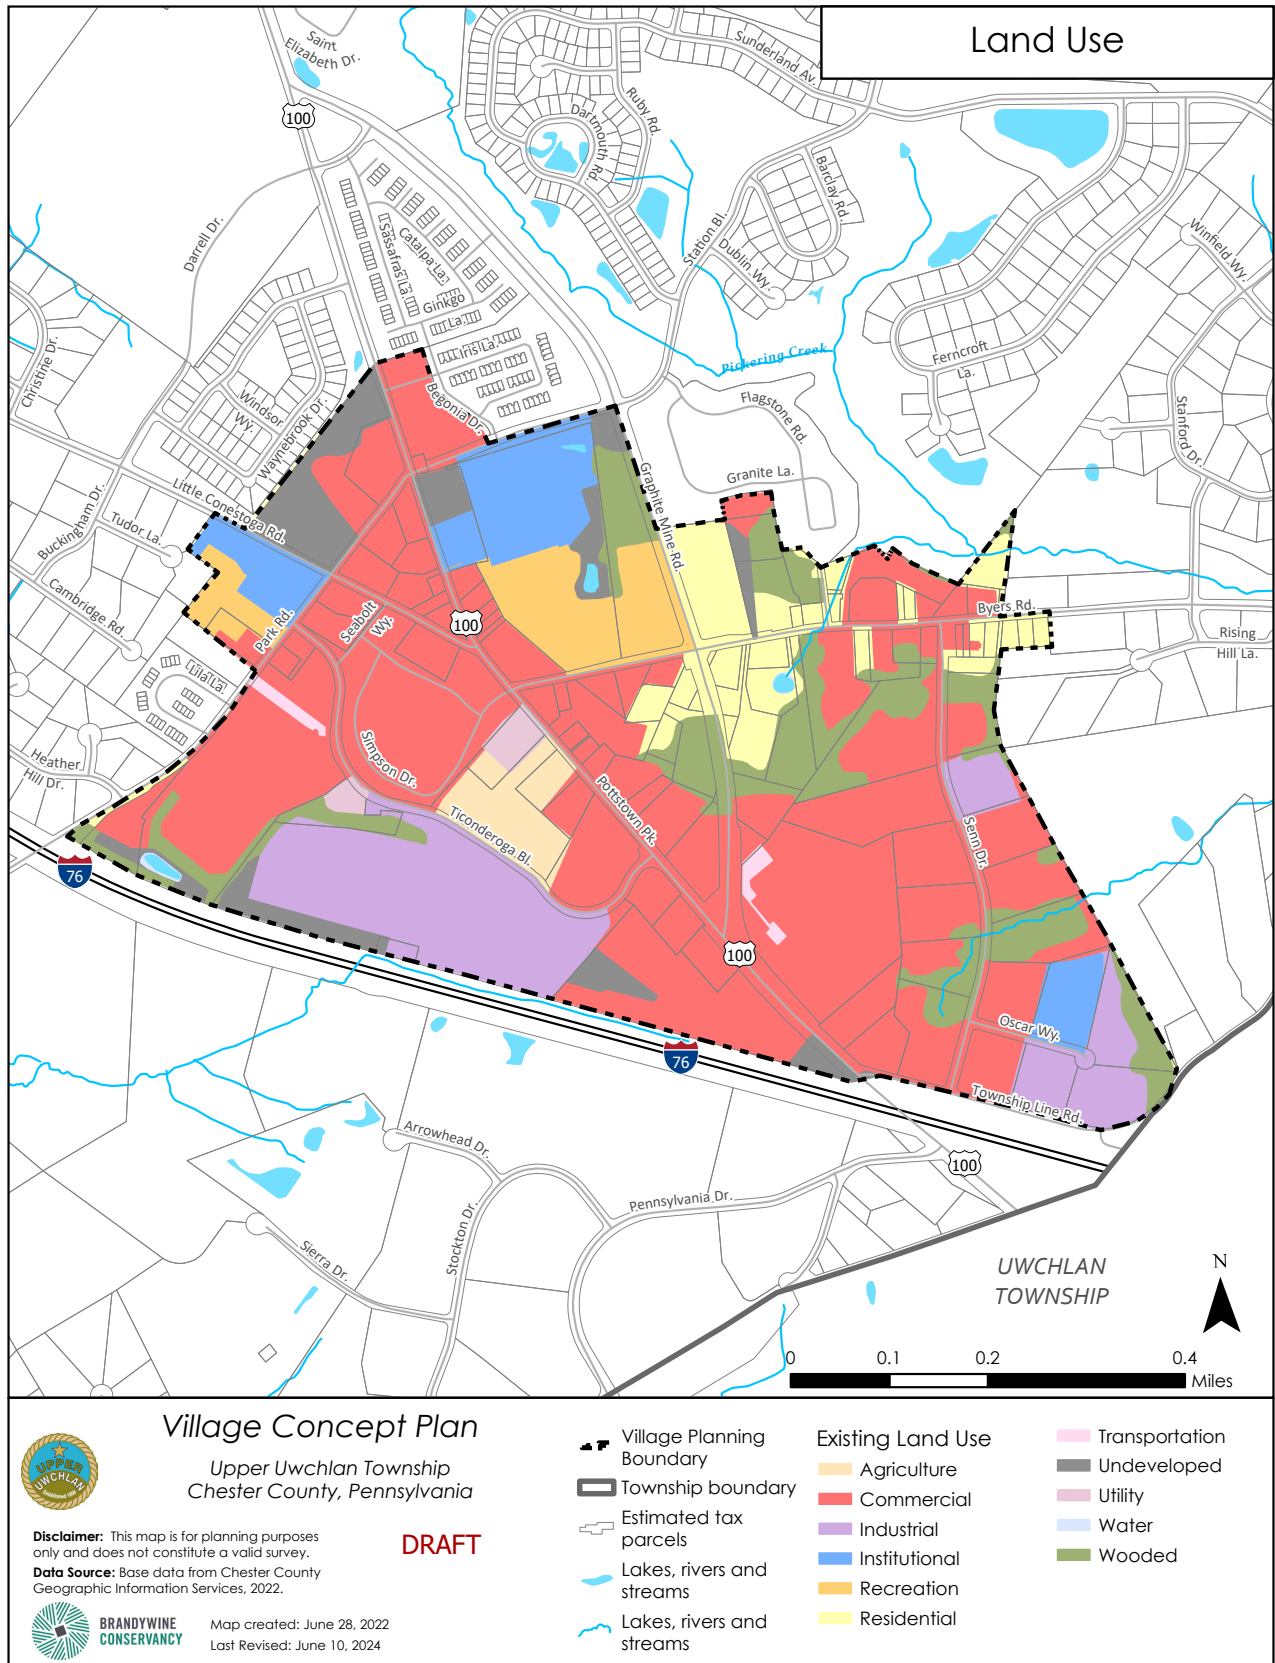 Land Use
Saint
Elizabeth Dr.
100
Sunderland Av.
Ruby Rd.
Dartmouth
Rd.
Barclay Rd.
Station Bl.
Dublin Wy.
Winfield Wy.
Darrell Dr.
Sassafras La.
Catalpa La.
Ginkgo
La.
Iris La.
Begonia Dr.
Pickering Creek
Ferncroft
La.
Flagstone Rd.
Granite La.
Stanford Dr.
Christine Dr.
Windsor
Wy.
Waynebrook Dr.
Little Conestoga Rd.
Buckingham Dr.
Tudor La.
Cambridge Rd.
Graphite Mine Rd.
Park Rd.
Seabolt
Wy.
100
Byers Rd.
Rising
Hill La.
Lila La.
Heather
Hill Dr.
Simpson Dr.
Ticonderoga Bl.
Pottstown Pk.
Senn Dr.
76
100
Oscar Wy.
76
Township Line Rd.
100
Arrowhead Dr.
Stockton Dr.
Pennsylvania Dr.
Sierra Dr.
UWCHLAN
TOWNSHIP
N
0 0.1 0.2 0.4
Miles
Village Concept Plan
Upper Uwchlan Township
Chester County, Pennsylvania
UPPER
UWCHLAN
Disclaimer: This map is for planning purposes
only and does not constitute a valid survey.
Data Source: Base data from Chester County
Geographic Information Services, 2022.
DRAFT
BRANDYWINE
CONSERVANCY
Map created: June 28, 2022
Last Revised: June 10, 2024
Village Planning
Boundary
Township boundary
Estimated tax
parcels
Lakes, rivers and
streams
Lakes, rivers and
streams
Existing Land Use
Agriculture
Commercial
Industrial
Institutional
Recreation
Residential
Transportation
Undeveloped
Utility
Water
Wooded